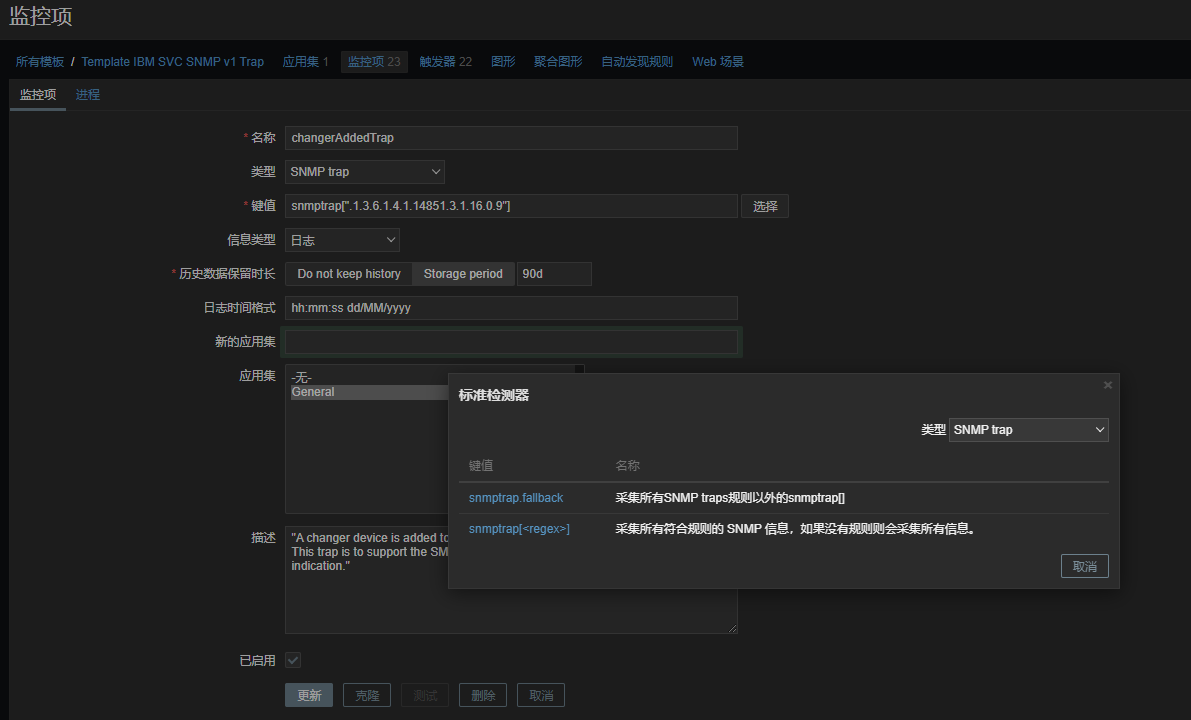 监控项
所有模板 / Template IBM SVC SNMP v1 Trap 应用集 1 监控项 23 触发器 22 图形 聚合图形 自动发现规则 Web 场景
监控项 进程
* 名称 changerAddedTrap
类型 SNMP trap
* 键值 snmptrap[".1.3.6.1.4.1.14851.3.1.16.0.9"] 选择
信息类型 日志
* 历史数据保留时长 Do not keep history Storage period 90d
日志时间格式 hh:mm:ss dd/MM/yyyy
新的应用集
应用集 -无-
General
标准检测器 ×
类型 SNMP trap
键值 名称
snmptrap.fallback 采集所有SNMP traps规则以外的snmptrap[]
snmptrap[<regex>] 采集所有符合规则的 SNMP 信息，如果没有规则则会采集所有信息。
取消
描述 "A changer device is added to
This trap is to support the SM
indication."
已启用
更新 克隆 测试 删除 取消